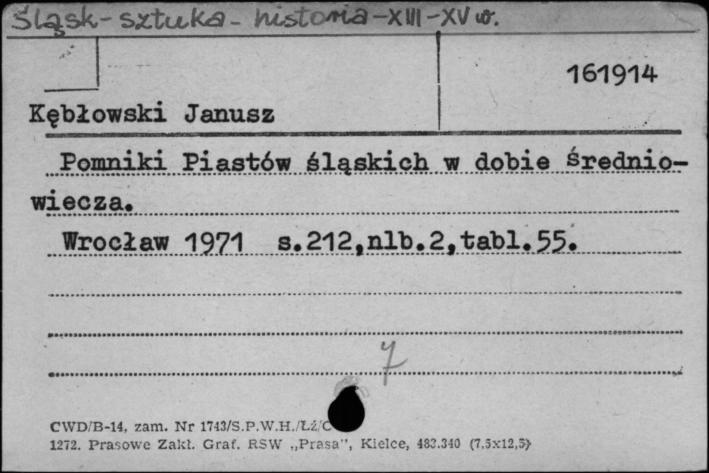 Śląsk - sztuka - historia - XIII - XV w.
161914
Kębłowski Janusz
Pomniki Piastów śląskich w dobie średnio-
wiecza.
Wrocław 1971 s.212,nlb.2,tabl.55.
7
CWD/B-14, zam. Nr 1743/S.P.W.H./Łź/C
1272. Prasowe Zakł. Graf. RSW „Prasa", Kielce, 483.340 (7,5x12,5)